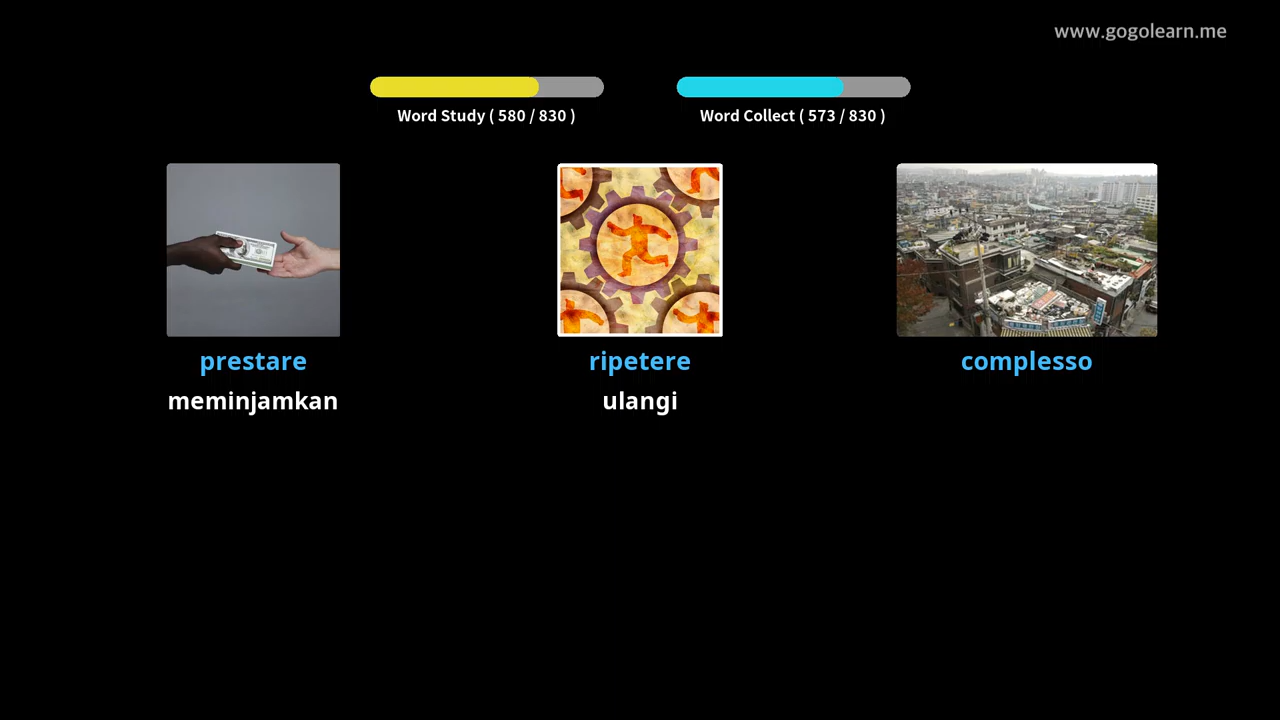 www.gogolearn.me
Word Study ( 580 / 830 )
Word Collect ( 573 / 830 )
prestare
ripetere
complesso
meminjamkan
ulangi